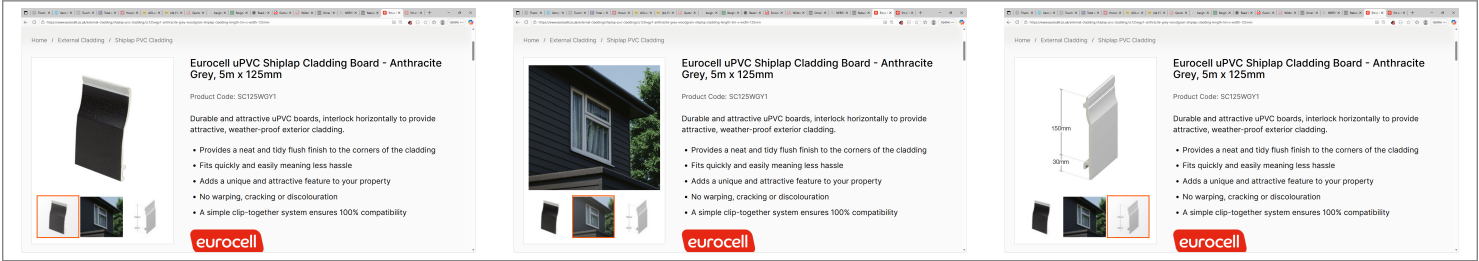 Home / External Cladding / Shiplap PVC Cladding
Eurocell uPVC Shiplap Cladding Board - Anthracite
Grey, 5m x 125mm
Product Code: SC125WGY1
Durable and attractive uPVC boards, interlock horizontally to provide
attractive, weather-proof exterior cladding.
• Provides a neat and tidy flush finish to the corners of the cladding
• Fits quickly and easily meaning less hassle
• Adds a unique and attractive feature to your property
• No warping, cracking or discolouration
• A simple clip-together system ensures 100% compatibility
eurocell
Home / External Cladding / Shiplap PVC Cladding
Eurocell uPVC Shiplap Cladding Board - Anthracite
Grey, 5m x 125mm
Product Code: SC125WGY1
Durable and attractive uPVC boards, interlock horizontally to provide
attractive, weather-proof exterior cladding.
• Provides a neat and tidy flush finish to the corners of the cladding
• Fits quickly and easily meaning less hassle
• Adds a unique and attractive feature to your property
• No warping, cracking or discolouration
• A simple clip-together system ensures 100% compatibility
eurocell
Home / External Cladding / Shiplap PVC Cladding
Eurocell uPVC Shiplap Cladding Board - Anthracite
Grey, 5m x 125mm
Product Code: SC125WGY1
Durable and attractive uPVC boards, interlock horizontally to provide
attractive, weather-proof exterior cladding.
150mm
• Provides a neat and tidy flush finish to the corners of the cladding
30mm
• Fits quickly and easily meaning less hassle
• Adds a unique and attractive feature to your property
• No warping, cracking or discolouration
• A simple clip-together system ensures 100% compatibility
eurocell